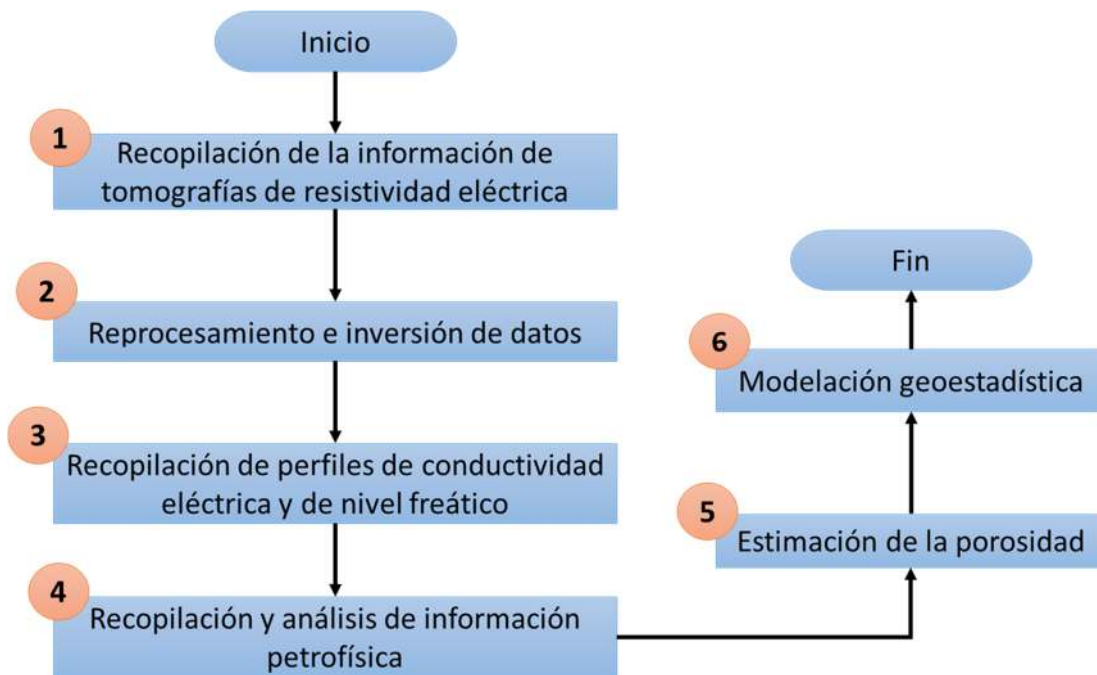 Inicio
1
Recopilación de la información de
tomografías de resistividad eléctrica
2
Reprocesamiento e inversión de datos
3
Recopilación de perfiles de conductividad
eléctrica y de nivel freático
4
Recopilación y análisis de información
petrofísica
5
Estimación de la porosidad
6
Modelación geoestadística
Fin